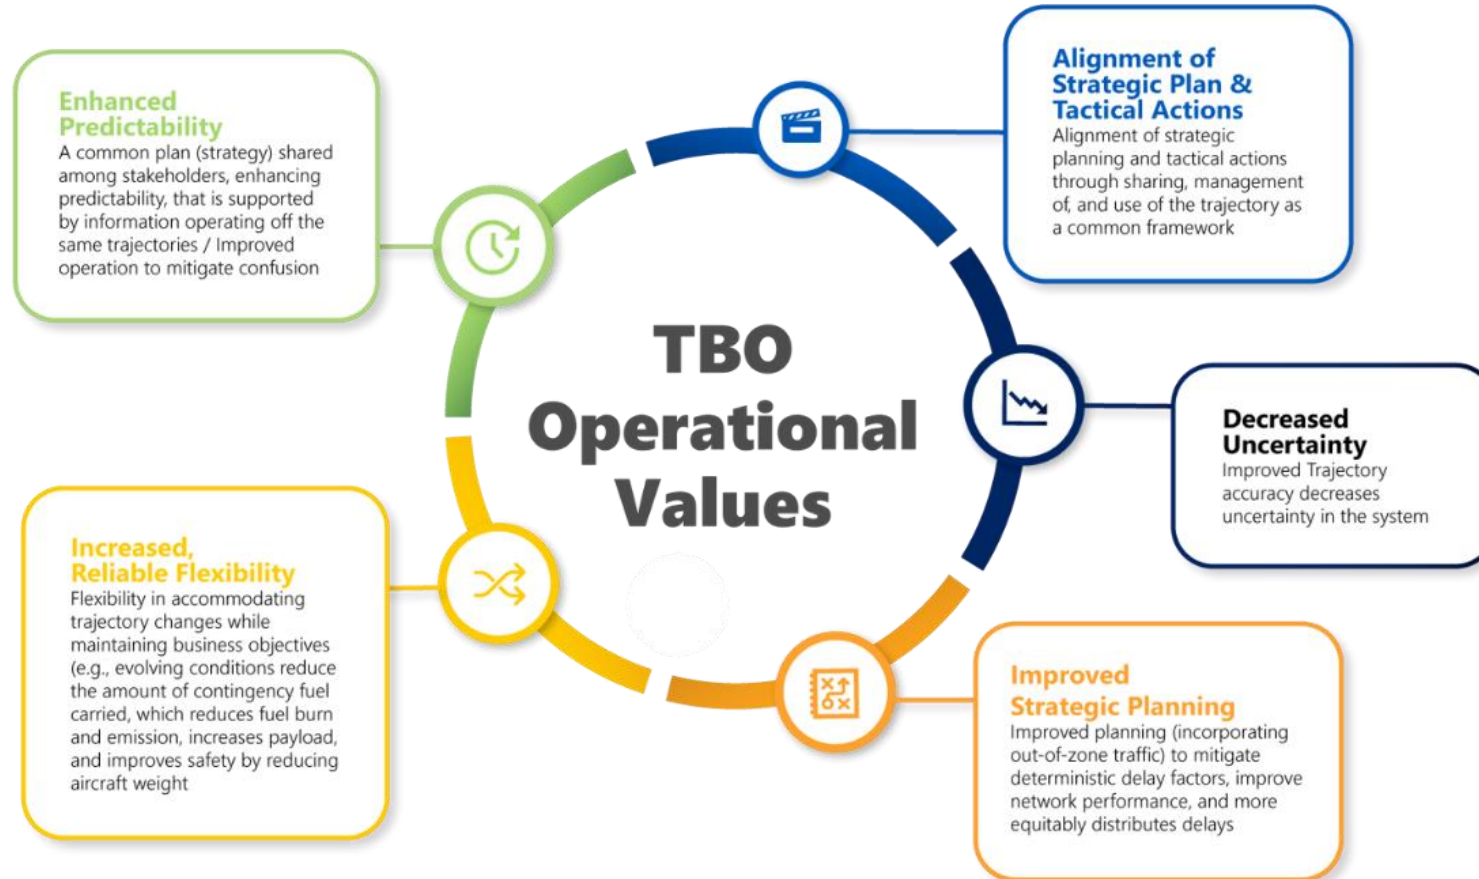 Enhanced
Predictability
A common plan (strategy) shared
among stakeholders, enhancing
predictability, that is supported
by information operating off the
same trajectories / Improved
operation to mitigate confusion
Alignment of
Strategic Plan &
Tactical Actions
Alignment of strategic
planning and tactical actions
through sharing, management
of, and use of the trajectory as
a common framework
TBO
Operational
Values
Decreased
Uncertainty
Improved Trajectory
accuracy decreases
uncertainty in the system
Increased,
Reliable Flexibility
Flexibility in accommodating
trajectory changes while
maintaining business objectives
(e.g., evolving conditions reduce
the amount of contingency fuel
carried, which reduces fuel burn
and emission, increases payload,
and improves safety by reducing
aircraft weight
Improved
Strategic Planning
Improved planning (incorporating
out-of-zone traffic) to mitigate
deterministic delay factors, improve
network performance, and more
equitably distributes delays